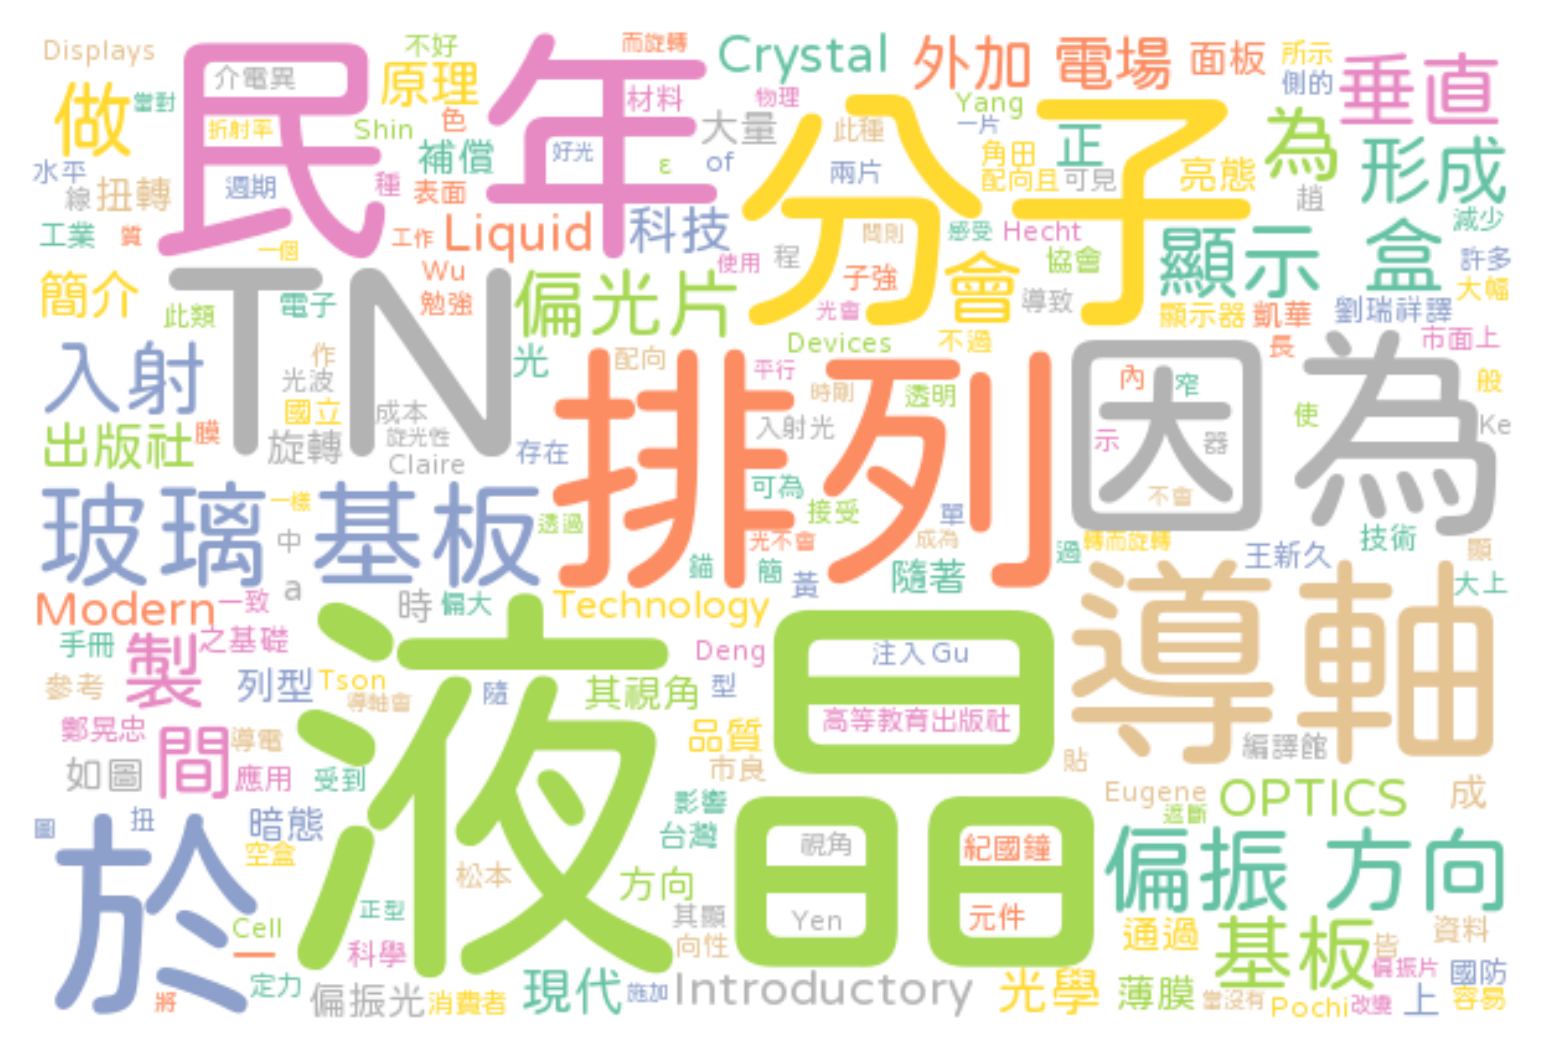 Displays
民年
不好
而旋轉
Crystal
外加
電場
面板
所示
側的
垂直
做
當對
介電異
原理
材料
物理
Yang
一片
為
折射率
Shin
色
大量
此種
分子
正
形成
水平
線
扭轉
週期
種
補償
表面
好光
ε
of
兩片
角田
配向且
可見
亮態
趙
減少
工業
質
一個
工作
Liquid
科技
問則
感受
Hecht
顯示
盒
許多
簡介
此類
電子
Wu
勉強
偏光片
使用
程
子強
會
協會
導致
大幅
TN
光會
顯示器
凱華
劉瑞祥譯
入射
作
光波
國立
成本
光
配向
Devices
不過
長
市面上
平行
時剛
透明
因為
內
窄
般
出版社
膜
旋轉
旋光性
Claire
存在
排列
入射光
示
器
使
Ke
玻璃
基板
一樣
透過
可為
接受
單
不會
中
光不會
成為
過
轉而旋轉
王新久
技術
顯
a
錨
簡
黃
隨著
大上
Modern
一致
時
偏大
Technology
導軸
手冊
製
之基礎
液晶
Deng
注入
Gu
參考
列型
Tson
導軸會
隨
其視角
型
高等教育出版社
鄭晃忠
間
導電
品質
市良
編譯館
如圖
應用
受到
貼
Eugene
遮斷
OPTICS
成
圖
扭
暗態
空盒
影響
台灣
視角
紀國鐘
偏振
方向
於
松本
方向
Cell
正型
其顯
向性
Yen
元件
通過
基板
皆
資料
一
科學
偏振片
國防
定力
將
偏振光
消費者
現代
施加
Introductory
光學
薄膜
當沒有
Pochi
改變
上
容易